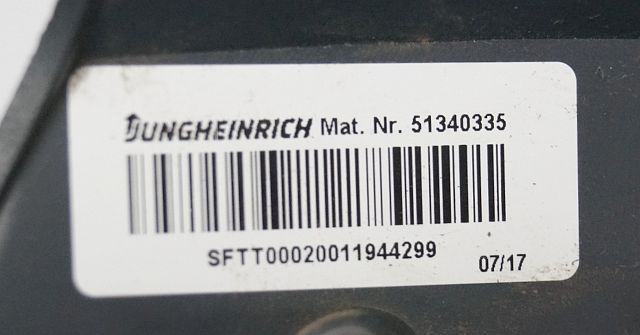 JUNGHEINRICH Mat. Nr. 51340335
SFTT00020011944299
07/17